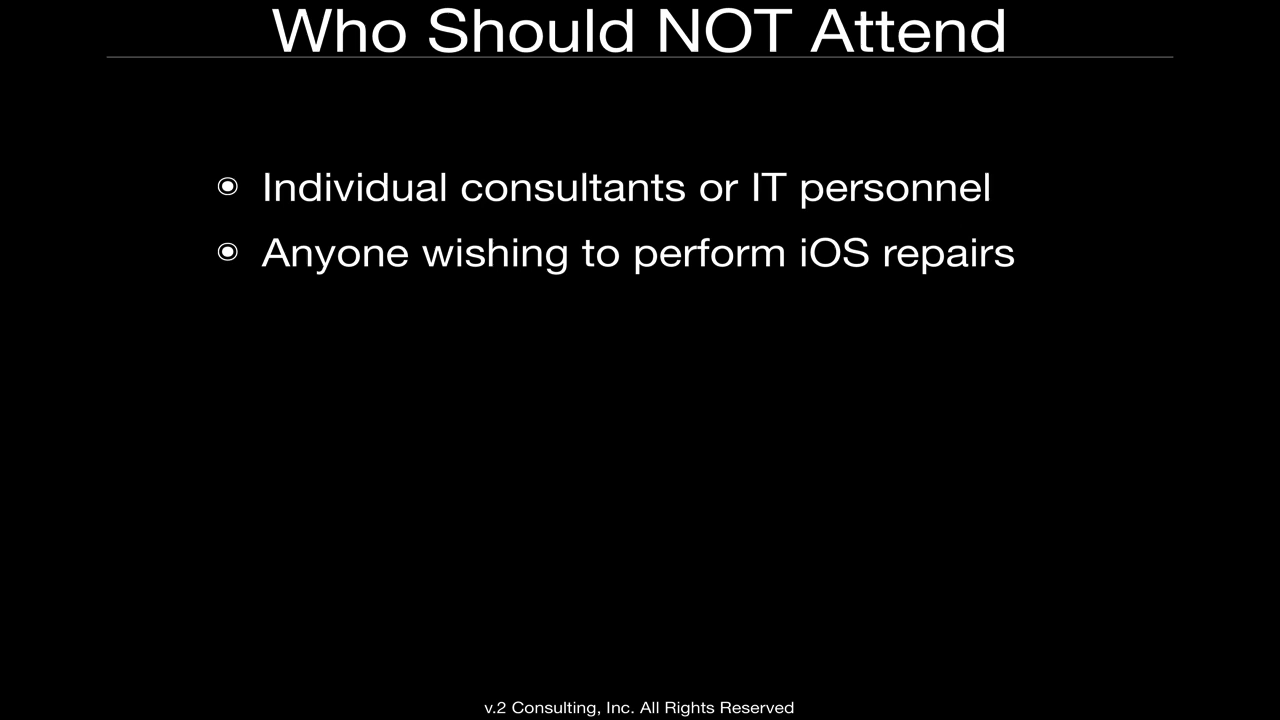 Who Should NOT Attend
Individual consultants or IT personnel
Anyone wishing to perform iOS repairs
v.2 Consulting, Inc. All Rights Reserved